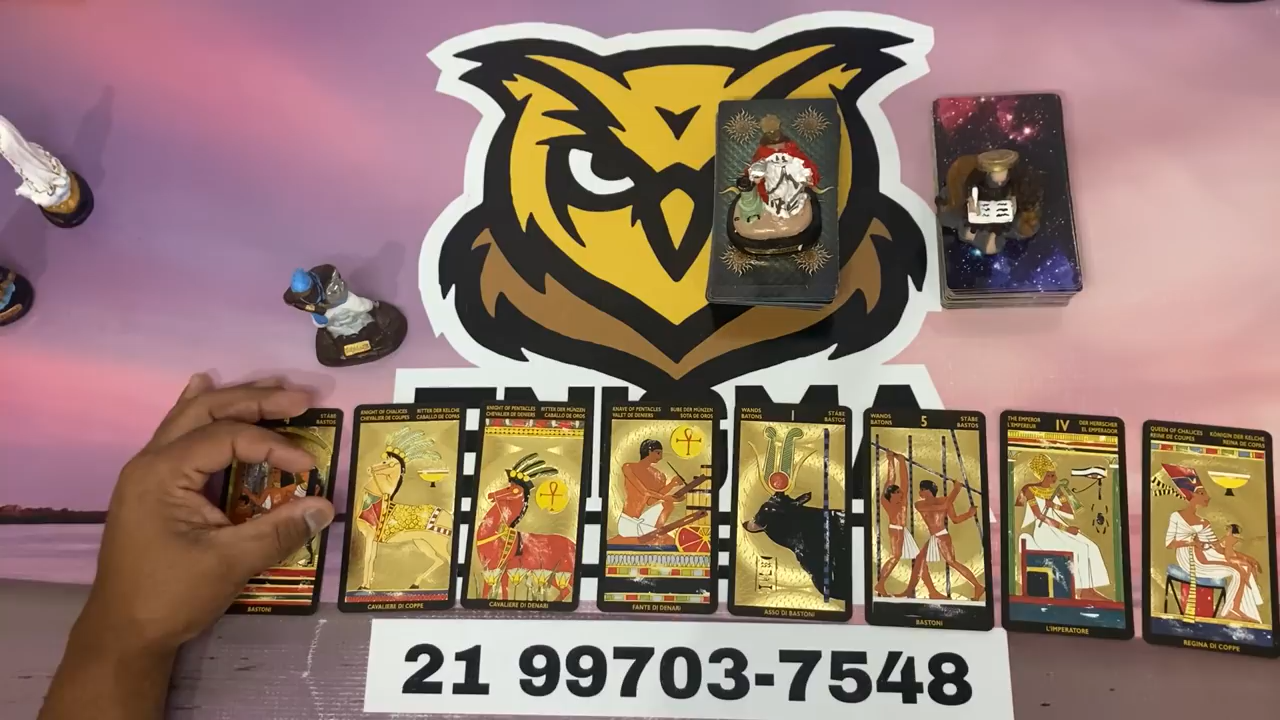 ENIGMA
4 STÄBE
BASTOS
BASTONI
KNIGHT OF CHALICES RITTER DER KELCHE
CHEVALIER DE COUPES CABALLO DE COPAS
CAVALIERE DI COPPE
KNIGHT OF PENTACLES RITTER DER MÜNZEN
CHEVALIER DE DENIERS CABALLO DE OROS
CAVALIERE DI DENARI
KNAVE OF PENTACLES BUBE DER MÜNZEN
VALET DE DENIERS SOTA DE OROS
FANTE DI DENARI
WANDS I STÄBE
BATONS BASTOS
ASSO DI BASTONI
WANDS 5 STÄBE
BATONS BASTOS
BASTONI
THE EMPEROR IV DER HERRSCHER
L'EMPEREUR EL EMPERADOR
L'IMPERATORE
QUEEN OF CHALICES KÖNIGIN DER KELCHE
REINE DE COUPES REINA DE COPAS
REGINA DI COPPE
21 99703-7548